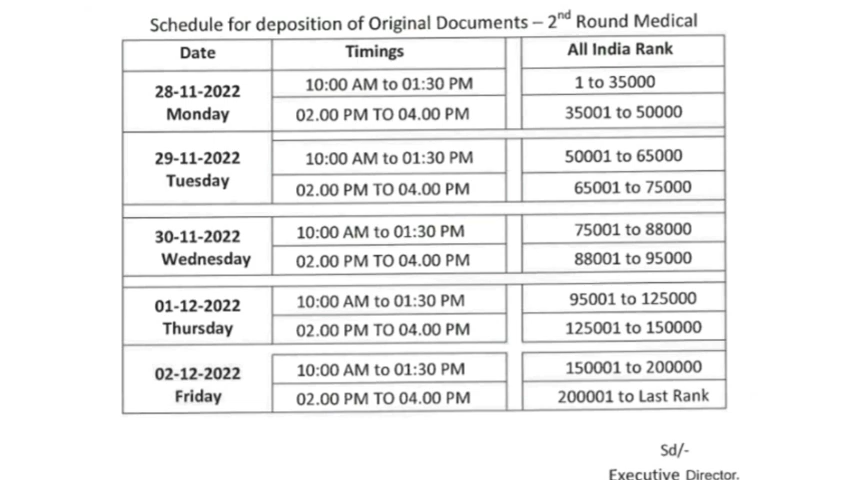 Schedule for deposition of Original Documents – 2nd Round Medical
Date Timings All India Rank
28-11-2022 Monday 10:00 AM to 01:30 PM 1 to 35000
02.00 PM TO 04.00 PM 35001 to 50000
29-11-2022 Tuesday 10:00 AM to 01:30 PM 50001 to 65000
02.00 PM TO 04.00 PM 65001 to 75000
30-11-2022 Wednesday 10:00 AM to 01:30 PM 75001 to 88000
02.00 PM TO 04.00 PM 88001 to 95000
01-12-2022 Thursday 10:00 AM to 01:30 PM 95001 to 125000
02.00 PM TO 04.00 PM 125001 to 150000
02-12-2022 Friday 10:00 AM to 01:30 PM 150001 to 200000
02.00 PM TO 04.00 PM 200001 to Last Rank
Sd/-
Executive Director.